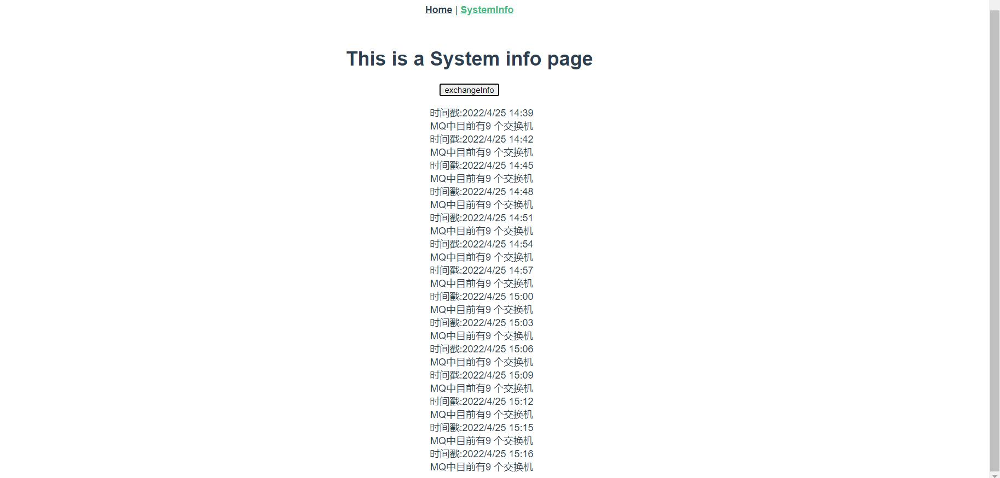 Home | SystemInfo
This is a System info page
exchangeInfo
时间戳:2022/4/25 14:39
MQ中目前有9 个交换机
时间戳:2022/4/25 14:42
MQ中目前有9 个交换机
时间戳:2022/4/25 14:45
MQ中目前有9 个交换机
时间戳:2022/4/25 14:48
MQ中目前有9 个交换机
时间戳:2022/4/25 14:51
MQ中目前有9 个交换机
时间戳:2022/4/25 14:54
MQ中目前有9 个交换机
时间戳:2022/4/25 14:57
MQ中目前有9 个交换机
时间戳:2022/4/25 15:00
MQ中目前有9 个交换机
时间戳:2022/4/25 15:03
MQ中目前有9 个交换机
时间戳:2022/4/25 15:06
MQ中目前有9 个交换机
时间戳:2022/4/25 15:09
MQ中目前有9 个交换机
时间戳:2022/4/25 15:12
MQ中目前有9 个交换机
时间戳:2022/4/25 15:15
MQ中目前有9 个交换机
时间戳:2022/4/25 15:16
MQ中目前有9 个交换机